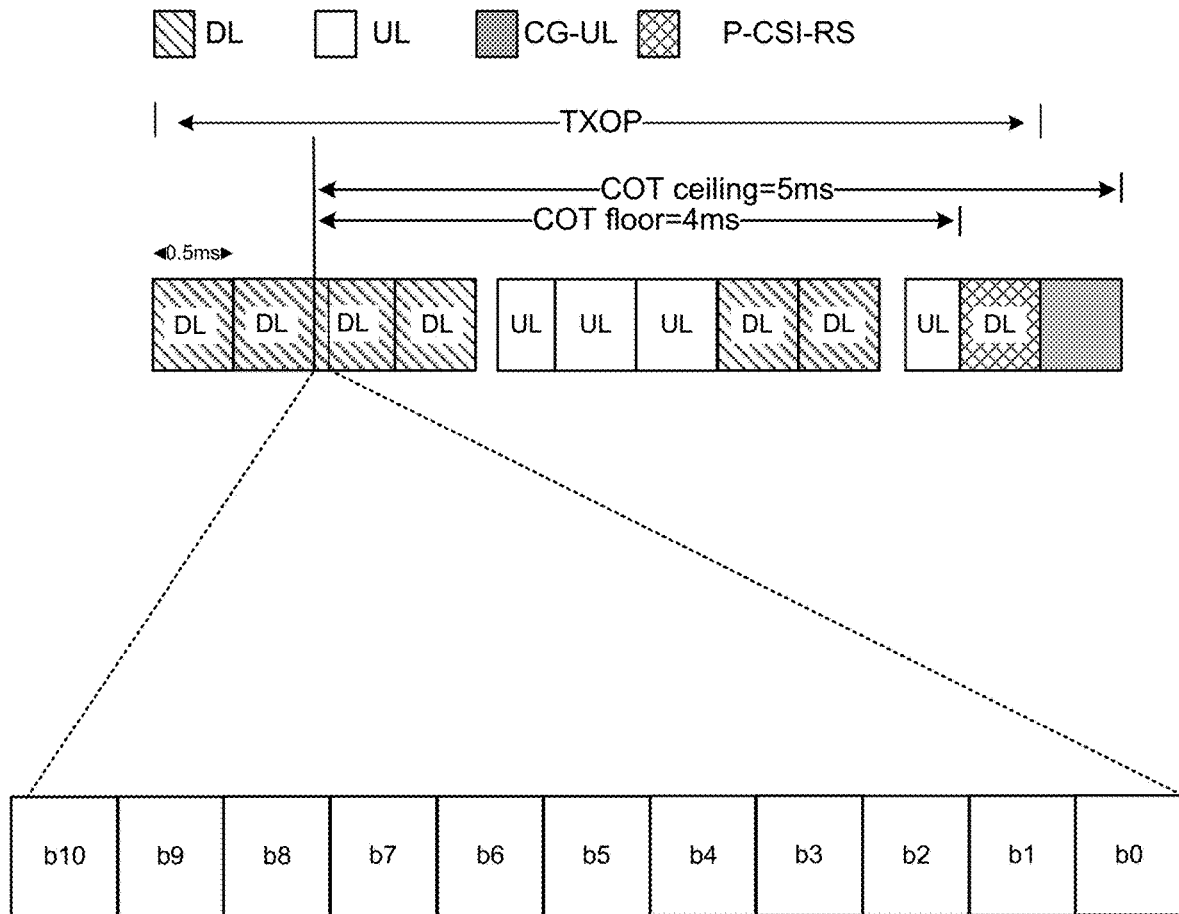 DL UL CG-UL P-CSI-RS
TXOP
COT ceiling=5ms
COT floor=4ms
0.5ms
DL DL DL DL UL UL UL DL DL UL DL
b10 b9 b8 b7 b6 b5 b4 b3 b2 b1 b0